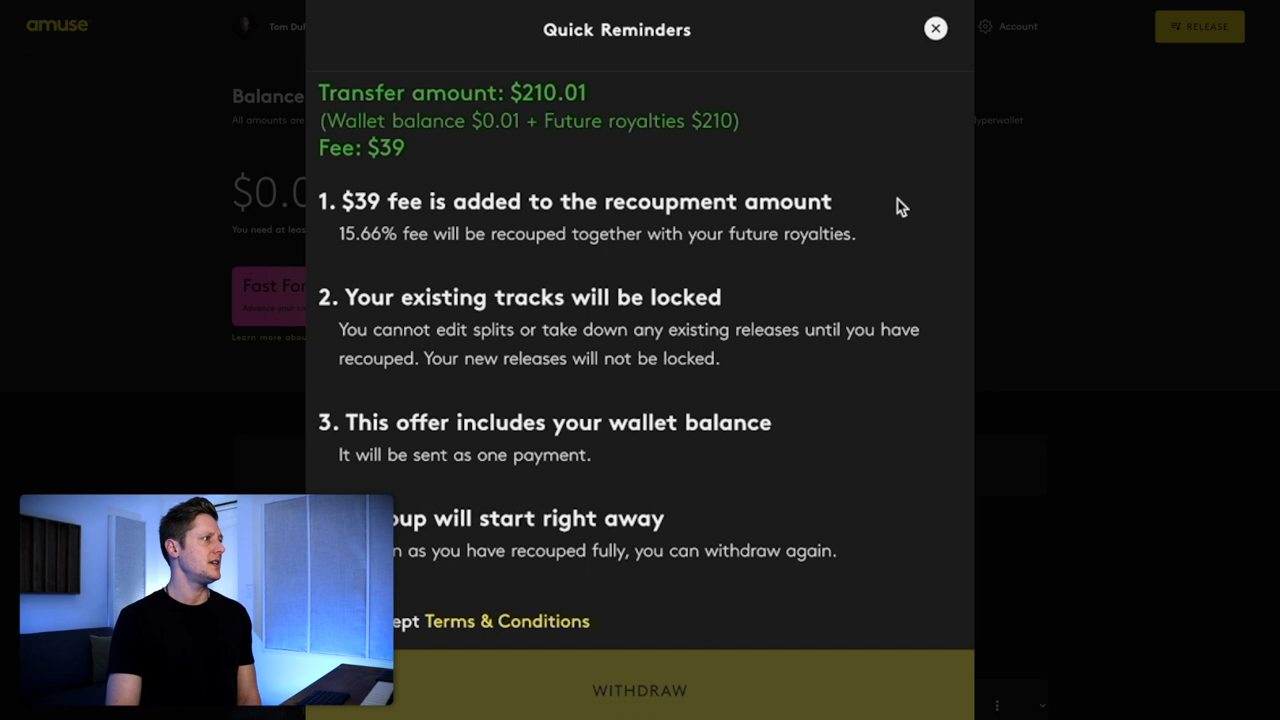 amuse
Tom Du
Quick Reminders
Account
RELEASE
Balance
All amounts are
yperwallet
Transfer amount: $210.01
(Wallet balance $0.01 + Future royalties $210)
Fee: $39
$0.0
You need at leas
1. $39 fee is added to the recoupment amount
15.66% fee will be recouped together with your future royalties.
Fast For
Learn more abou
2. Your existing tracks will be locked
You cannot edit splits or take down any existing releases until you have
recouped. Your new releases will not be locked.
3. This offer includes your wallet balance
It will be sent as one payment.
oup will start right away
n as you have recouped fully, you can withdraw again.
ept Terms & Conditions
WITHDRAW